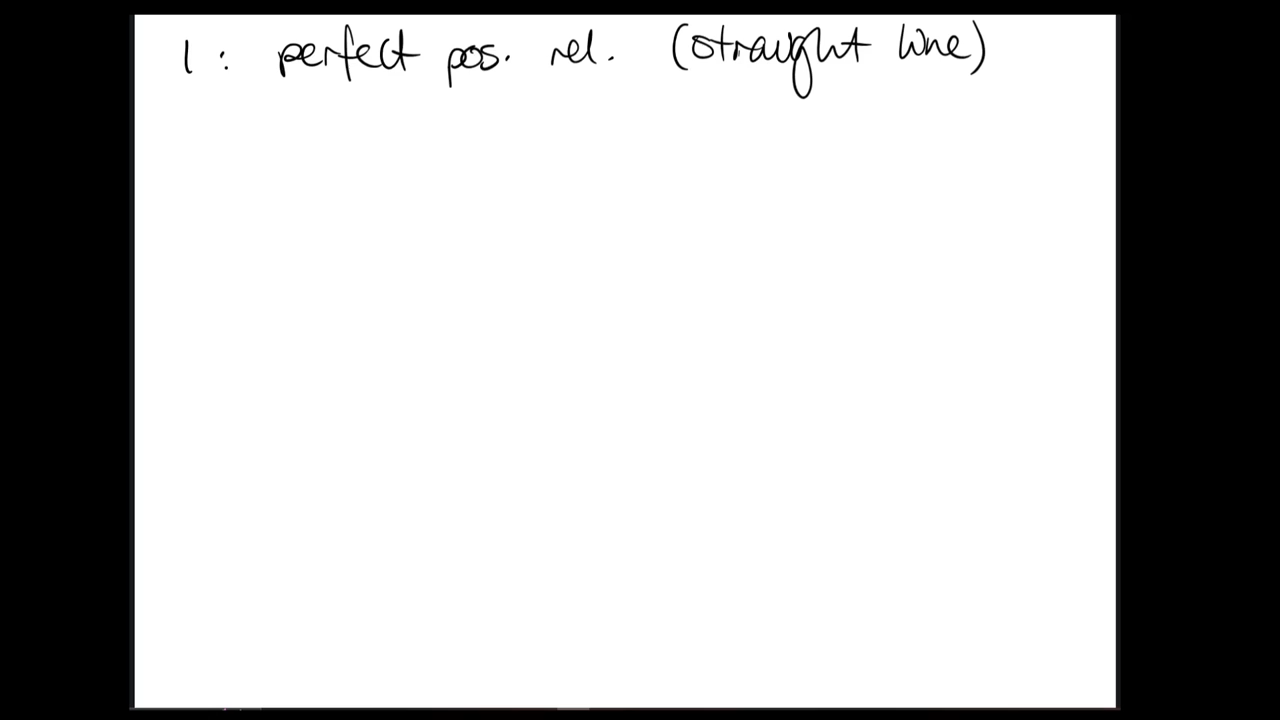 1 : perfect pos. rel. (straight line)